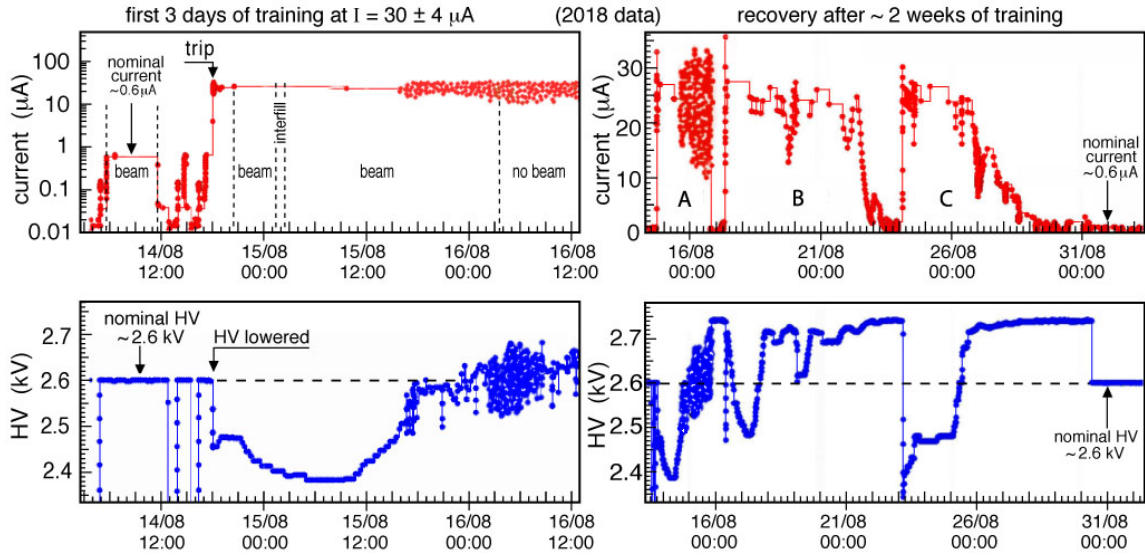 first 3 days of training at I = 30 ± 4 μA
(2018 data)
recovery after ~ 2 weeks of training
current (μA)
100
10
1
0.1
0.01
nominal
current
~0.6μA
trip
beam
beam
interfill
beam
no beam
14/08
12:00
15/08
00:00
15/08
12:00
16/08
00:00
16/08
12:00
current (μA)
30
20
10
0
A
B
C
nominal
current
~0.6μA
16/08
00:00
21/08
00:00
26/08
00:00
31/08
00:00
HV (kV)
2.7
2.6
2.5
2.4
nominal HV
~2.6 kV
HV lowered
14/08
12:00
15/08
00:00
15/08
12:00
16/08
00:00
16/08
12:00
HV (kV)
2.7
2.6
2.5
2.4
nominal HV
~2.6 kV
16/08
00:00
21/08
00:00
26/08
00:00
31/08
00:00